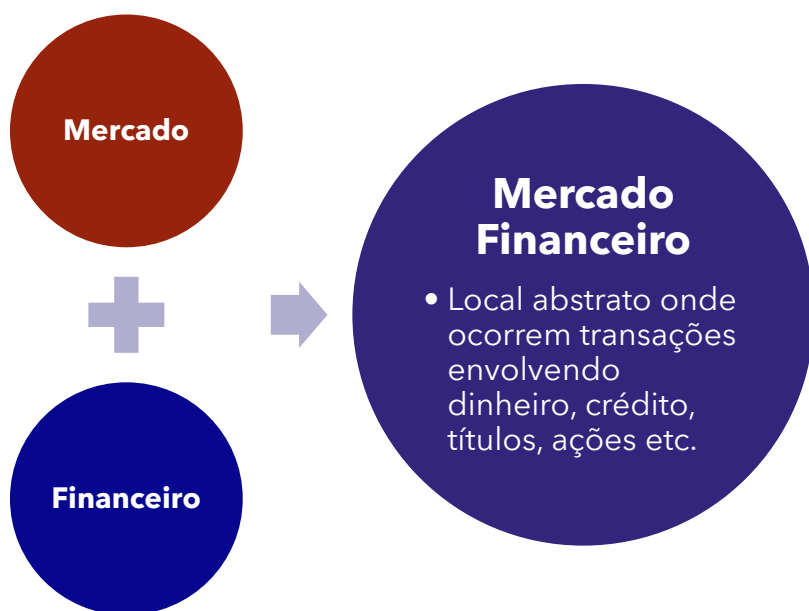 Mercado
Financeiro
Mercado
Financeiro
• Local abstrato onde
ocorrem transações
envolvendo
dinheiro, crédito,
títulos, ações etc.